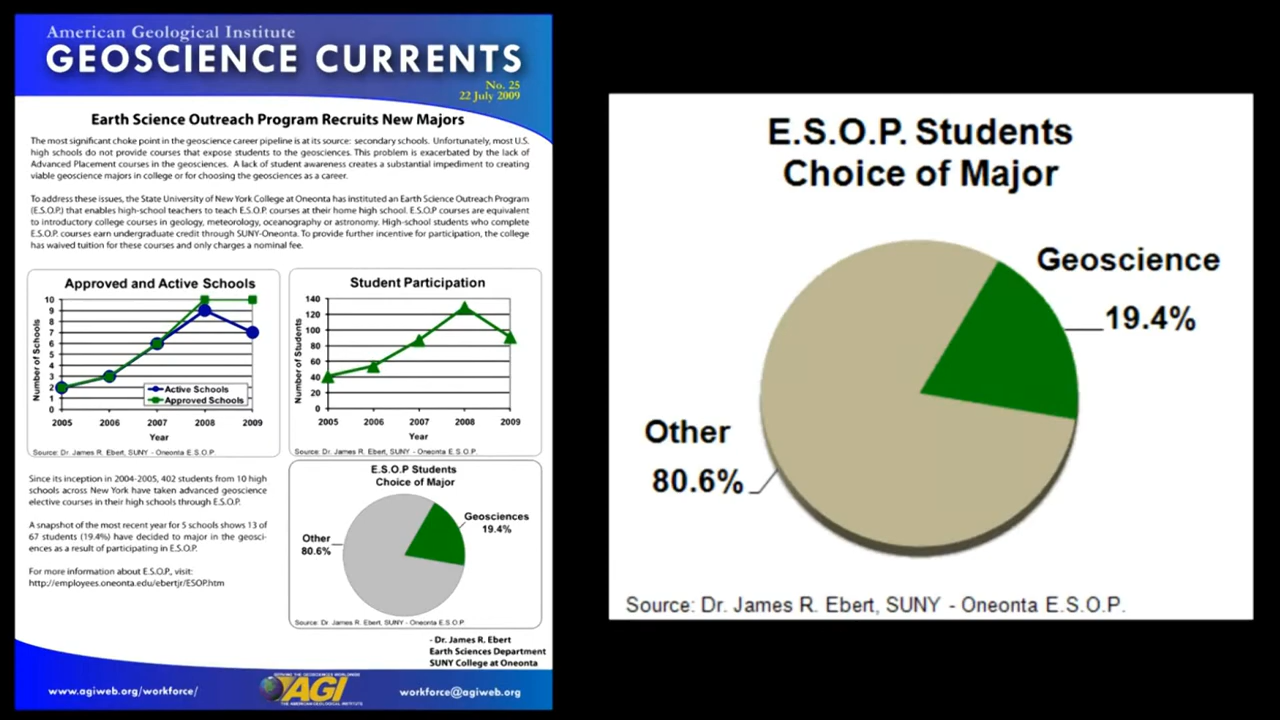 American Geological Institute
GEOSCIENCE CURRENTS
No. 25
22 July 2009
Earth Science Outreach Program Recruits New Majors
The most significant choke point in the geoscience career pipeline is at its source: secondary schools. Unfortunately, most U.S.
high schools do not provide courses that expose students to the geosciences. This problem is exacerbated by the lack of
Advanced Placement courses in the geosciences. A lack of student awareness creates a substantial impediment to creating
viable geoscience majors in college or for choosing the geosciences as a career.
To address these issues, the State University of New York College at Oneonta has instituted an Earth Science Outreach Program
(E.S.O.P.) that enables high-school teachers to teach E.S.O.P. courses at their home high school. E.S.O.P courses are equivalent
to introductory college courses in geology, meteorology, oceanography or astronomy. High-school students who complete
E.S.O.P. courses earn undergraduate credit through SUNY-Oneonta. To provide further incentive for participation, the college
has waived tuition for these courses and only charges a nominal fee.
Approved and Active Schools
Number of Schools
10
9
8
7
6
5
4
3
2
1
0
Active Schools
Approved Schools
2005 2006 2007 2008 2009
Year
Source: Dr. James R. Ebert, SUNY - Oneonta E.S.O.P.
Student Participation
Number of Students
140
120
100
80
60
40
20
0
2005 2006 2007 2008 2009
Year
Source: Dr. James R. Ebert, SUNY - Oneonta E.S.O.P.
Since its inception in 2004-2005, 402 students from 10 high
schools across New York have taken advanced geoscience
elective courses in their high schools through E.S.O.P.
A snapshot of the most recent year for 5 schools shows 13 of
67 students (19.4%) have decided to major in the geosci-
ences as a result of participating in E.S.O.P.
For more information about E.S.O.P., visit:
http://employees.oneonta.edu/ebertjr/ESOP.htm
E.S.O.P Students
Choice of Major
Geosciences
19.4%
Other
80.6%
Source: Dr. James R. Ebert, SUNY - Oneonta E.S.O.P.
- Dr. James R. Ebert
Earth Sciences Department
SUNY College at Oneonta
www.agiweb.org/workforce/
SERVING THE GEOSCIENCES WORLDWIDE
AGI
THE AMERICAN GEOLOGICAL INSTITUTE
workforce@agiweb.org
E.S.O.P. Students
Choice of Major
Geoscience
19.4%
Other
80.6%
Source: Dr. James R. Ebert, SUNY - Oneonta E.S.O.P.